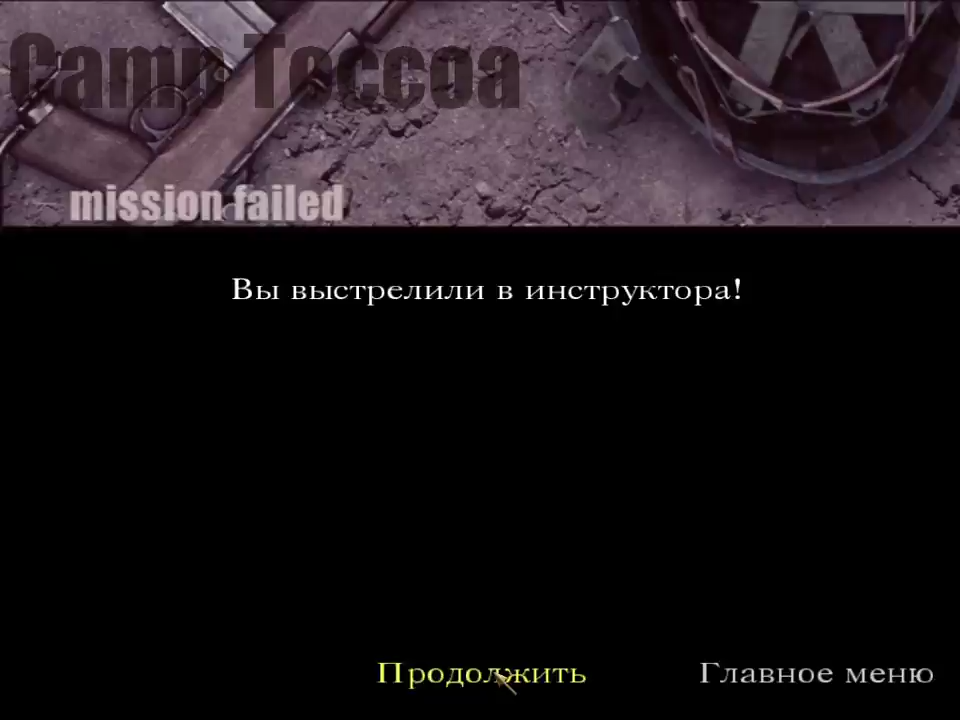 Camp Toccoa
mission failed
Вы выстрелили в инструктора!
Продолжить Главное меню